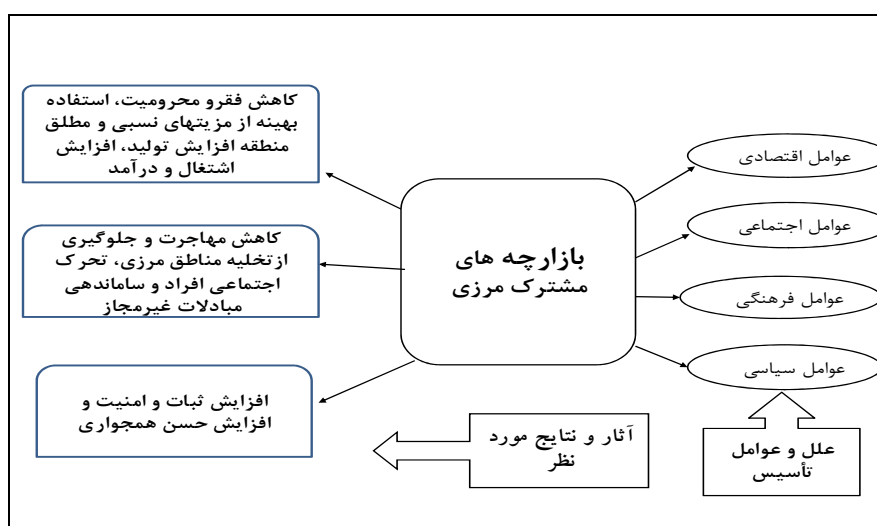 عوامل اقتصادی
عوامل اجتماعی
عوامل فرهنگی
عوامل سیاسی
علل و عوامل
تأسیس
بازارچه های
مشترک مرزی
کاهش فقرو محرومیت، استفاده
بهینه از مزیتهای نسبی و مطلق
منطقه افزایش تولید، افزایش
اشتغال و درآمد
کاهش مهاجرت و جلوگیری
ازتخلیه مناطق مرزی، تحرک
اجتماعی افراد و ساماندهی
مبادلات غیرمجاز
افزایش ثبات و امنیت و
افزایش حسن همجواری
آثار و نتایج مورد
نظر